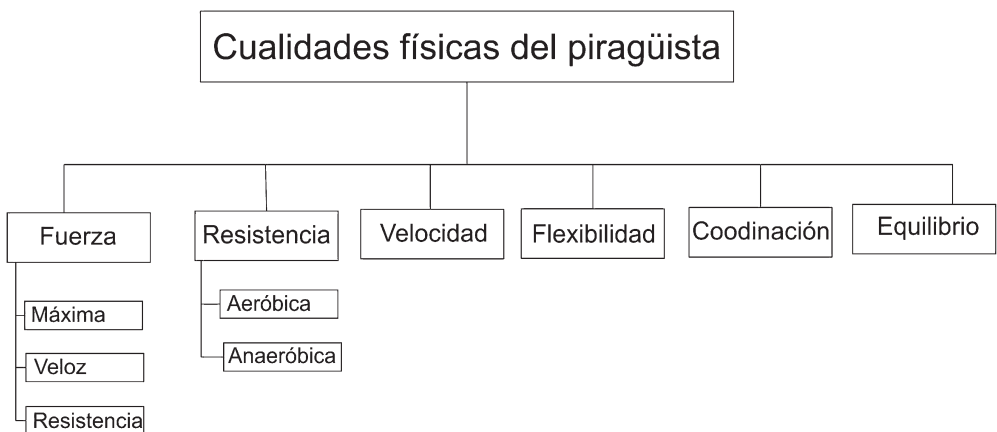 Cualidades físicas del piragüista
Fuerza
Máxima
Veloz
Resistencia
Resistencia
Aeróbica
Anaeróbica
Velocidad
Flexibilidad
Coodinación
Equilibrio